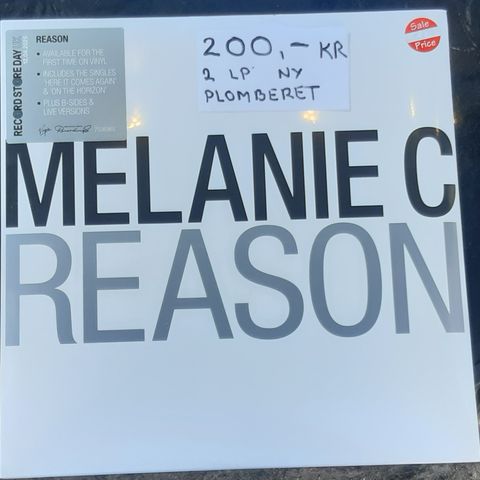 RECORD STORE DAY
REASON
• AVAILABLE FOR THE
FIRST TIME ON VINYL
• INCLUDES THE SINGLES
'HERE IT COMES AGAIN'
& 'ON THE HORIZON'
• PLUS B-SIDES &
LIVE VERSIONS
200,- KR
2 LP NY
PLOMBERET
Sale
Price
MELANIE C
REASON